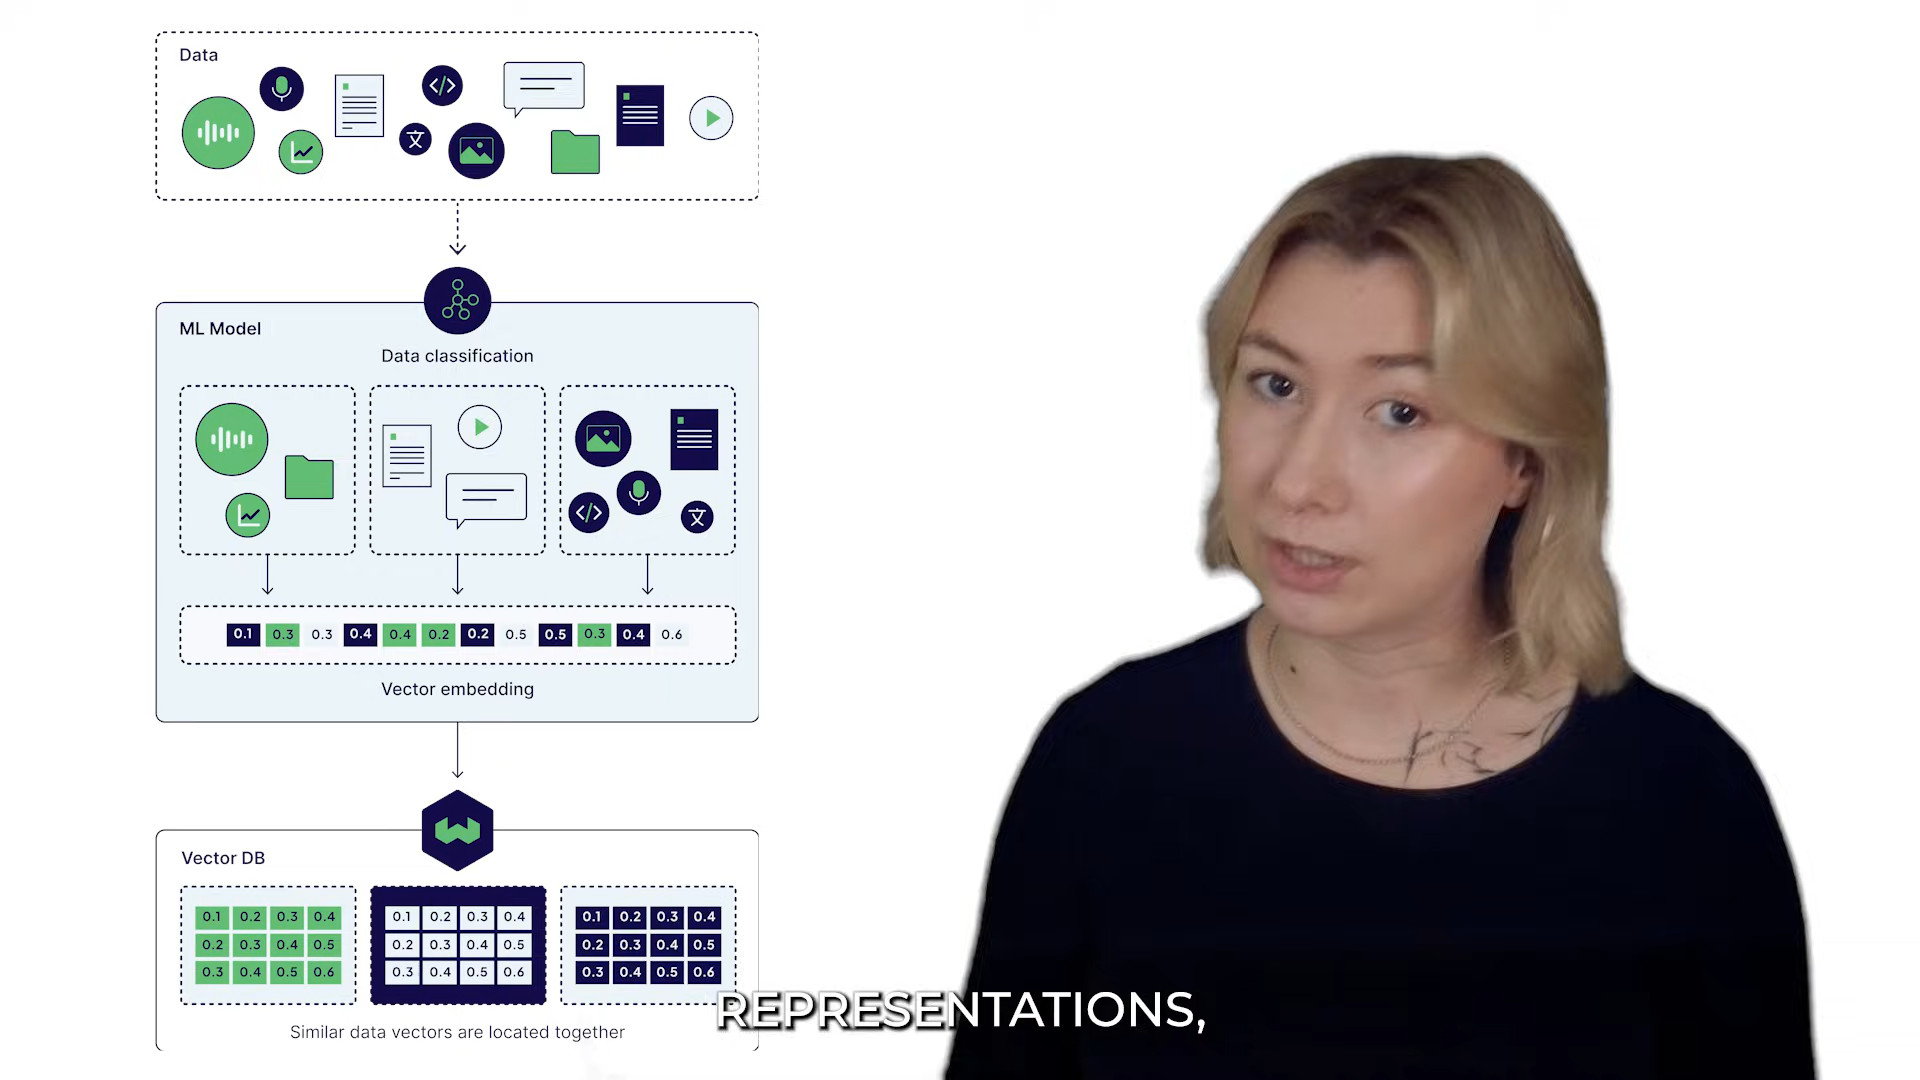 Data
文
ML Model
Data classification
文
0.1 0.3 0.3 0.4 0.4 0.2 0.2 0.5 0.5 0.3 0.4 0.6
Vector embedding
Vector DB
0.1 0.2 0.3 0.4
0.2 0.3 0.4 0.5
0.3 0.4 0.5 0.6
0.1 0.2 0.3 0.4
0.2 0.3 0.4 0.5
0.3 0.4 0.5 0.6
0.1 0.2 0.3 0.4
0.2 0.3 0.4 0.5
0.3 0.4 0.5 0.6
Similar data vectors are located together
REPRESENTATIONS,